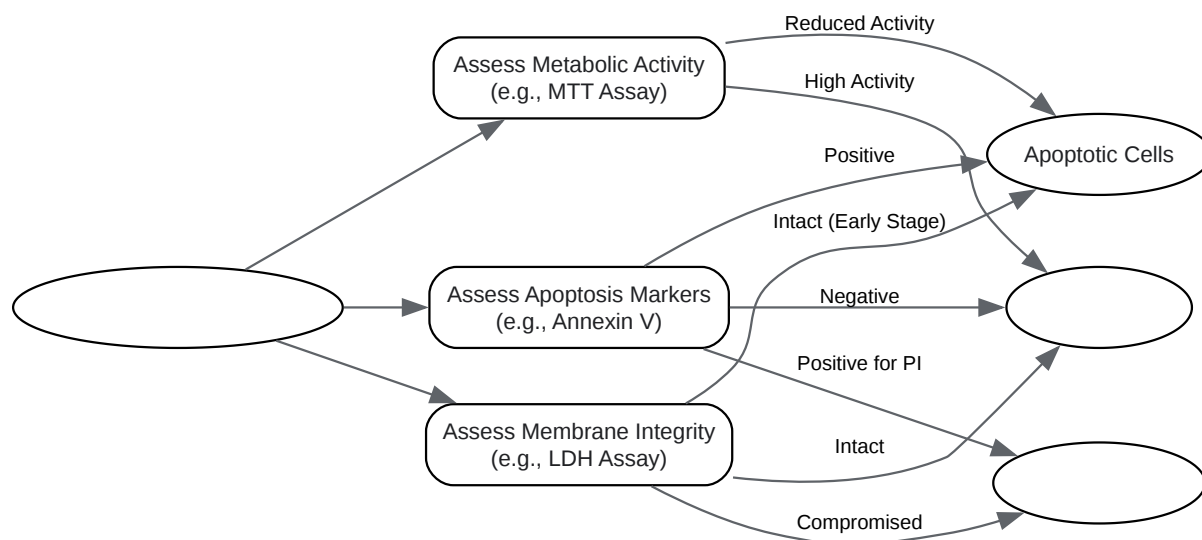 Reduced Activity
Assess Metabolic Activity
(e.g., MTT Assay)
High Activity
Positive
Apoptotic Cells
Intact (Early Stage)
Assess Apoptosis Markers
(e.g., Annexin V)
Negative
Positive for PI
Assess Membrane Integrity
(e.g., LDH Assay)
Intact
Compromised